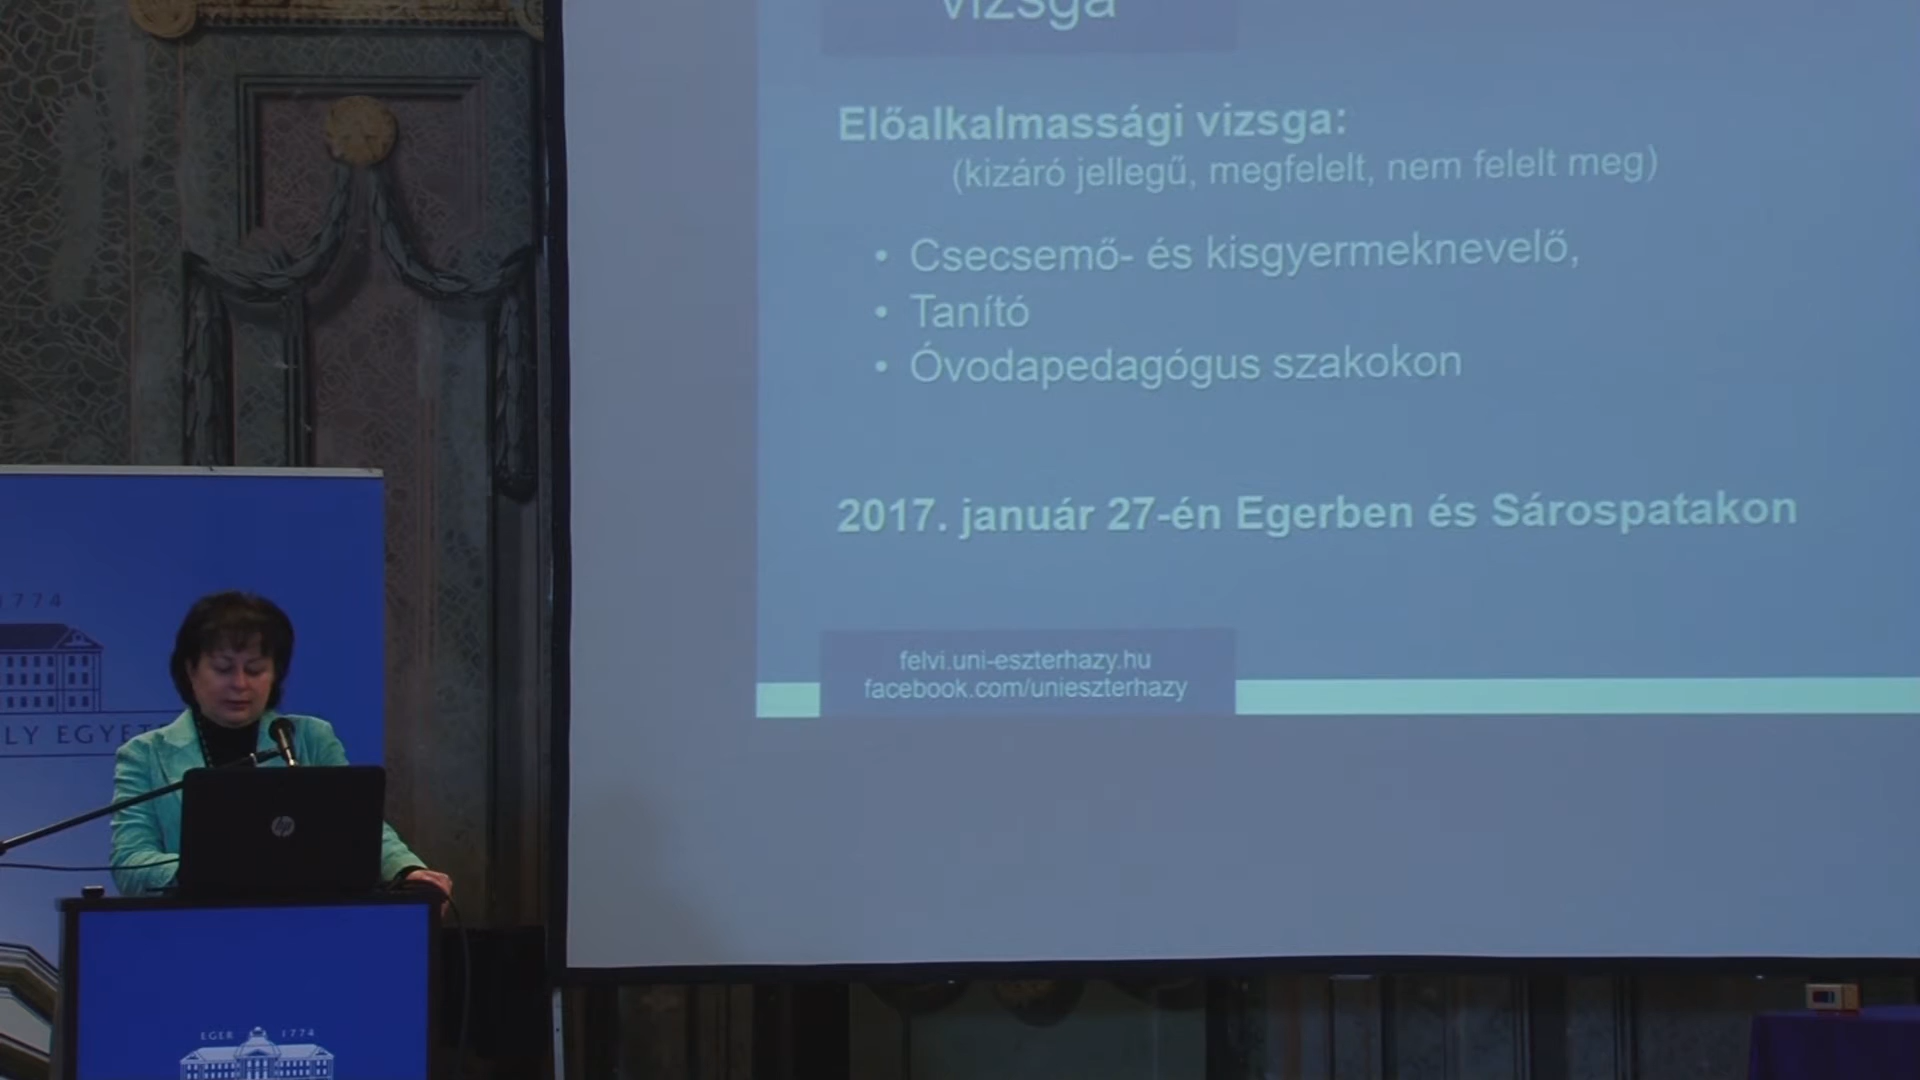 vizsga
Előalkalmassági vizsga:
(kizáró jellegű, megfelelt, nem felelt meg)
• Csecsemő- és kisgyermeknevelő,
• Tanító
• Óvodapedagógus szakokon
2017. január 27-én Egerben és Sárospatakon
felvi.uni-eszterhazy.hu
facebook.com/unieszterhazy
1774
LY EGYET
hp
EGER 1774